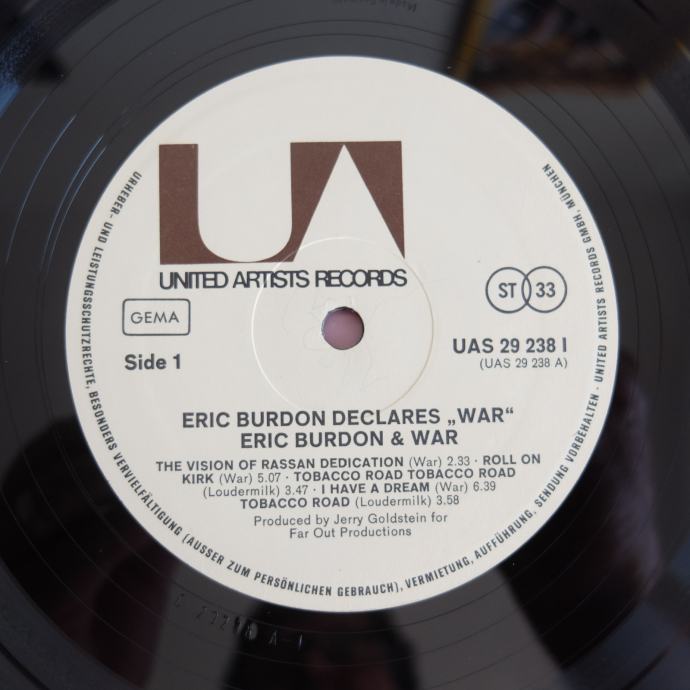 UA
UNITED ARTISTS RECORDS
GEMA
ST 33
Side 1
UAS 29 238 I
(UAS 29 238 A)
ERIC BURDON DECLARES „WAR“
ERIC BURDON & WAR
THE VISION OF RASSAN DEDICATION (War) 2.33 · ROLL ON
KIRK (War) 5.07 · TOBACCO ROAD TOBACCO ROAD
(Loudermilk) 3.47 · I HAVE A DREAM (War) 6.39
TOBACCO ROAD (Loudermilk) 3.58
Produced by Jerry Goldstein for
Far Out Productions
URHEBER- UND LEISTUNGSSCHUTZRECHTE, BESONDERS VERVIELFÄLTIGUNG (AUSSER ZUM PERSÖNLICHEN GEBRAUCH), VERMIETUNG, AUFFÜHRUNG, SENDUNG VORBEHALTEN · UNITED ARTISTS RECORDS GMBH, MÜNCHEN